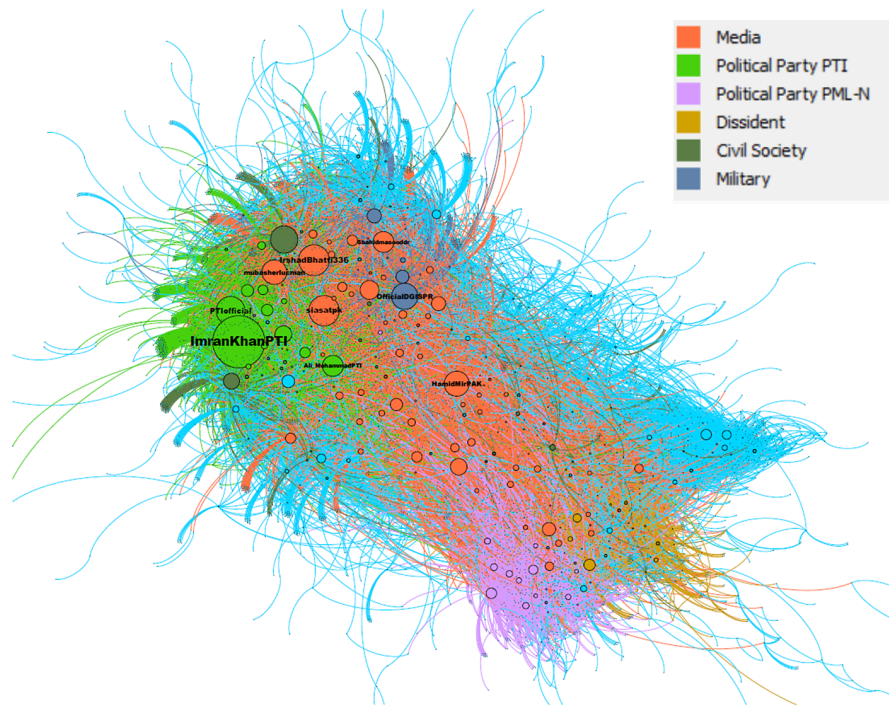 Media
Political Party PTI
Political Party PML-N
Dissident
Civil Society
Military
Shahidmasooddr
IrshadBhatti336
mubasherlucman
OfficialDGISPR
PTIofficial
siasatpk
ImranKhanPTI
Ali_MuhammadPTI
HamidMirPAK